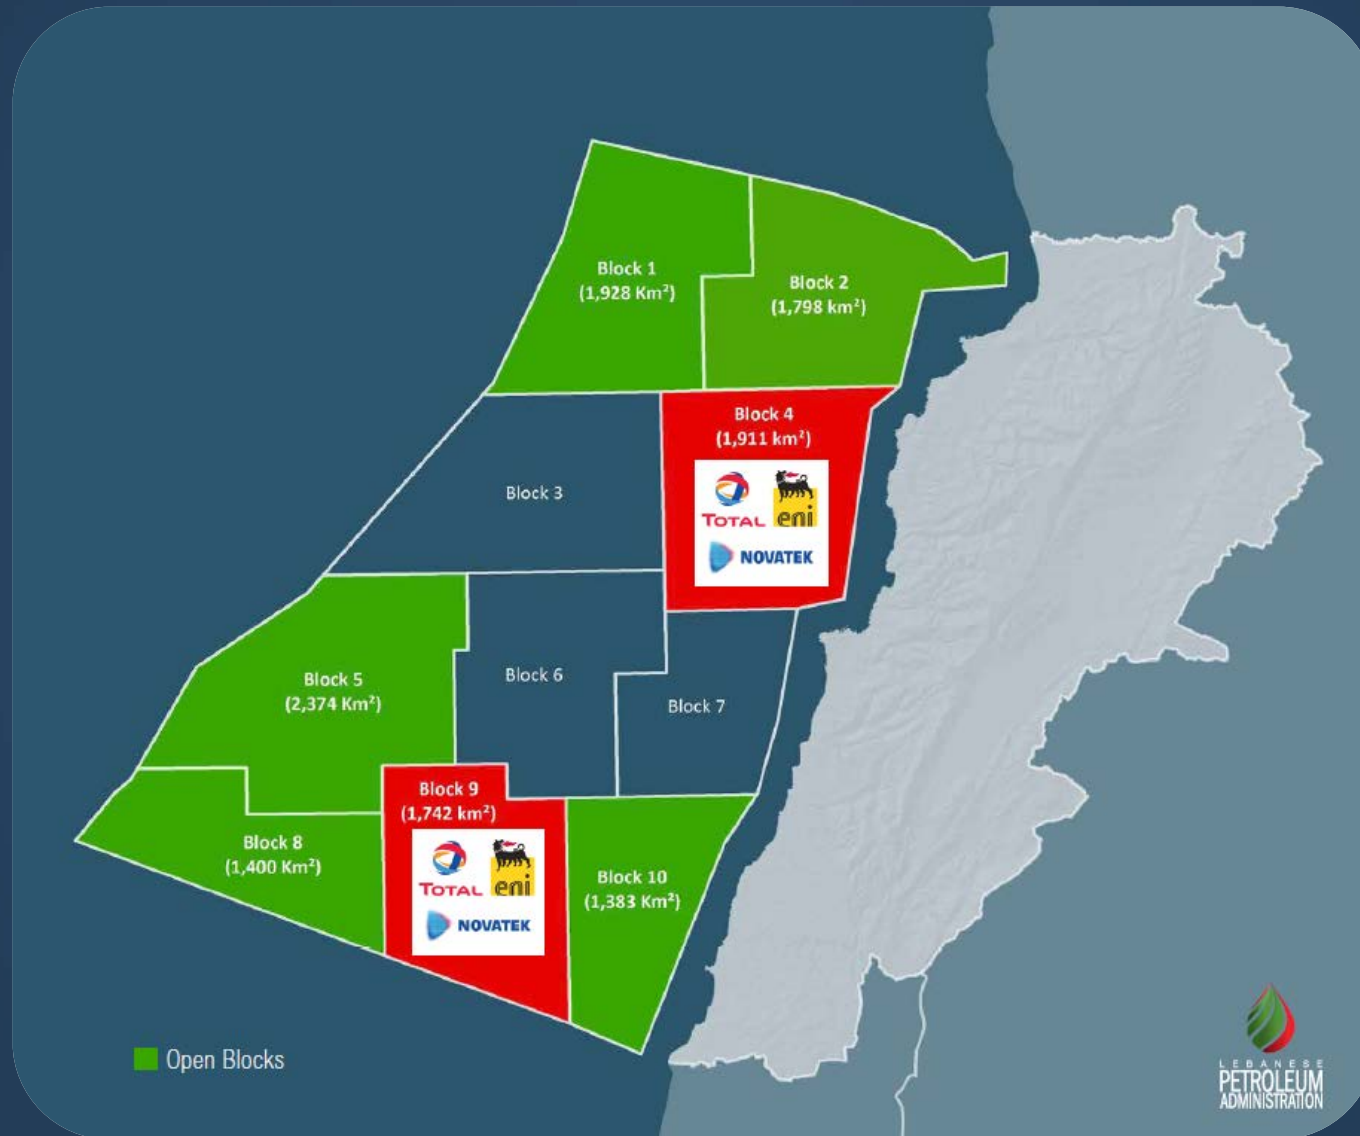 Block 1
(1,928 Km²)
Block 2
(1,798 km²)
Block 4
(1,911 km²)
TOTAL
eni
NOVATEK
Block 3
Block 5
(2,374 Km²)
Block 6
Block 7
Block 9
(1,742 km²)
TOTAL
eni
NOVATEK
Block 8
(1,400 Km²)
Block 10
(1,383 Km²)
Open Blocks
LEBANESE
PETROLEUM
ADMINISTRATION